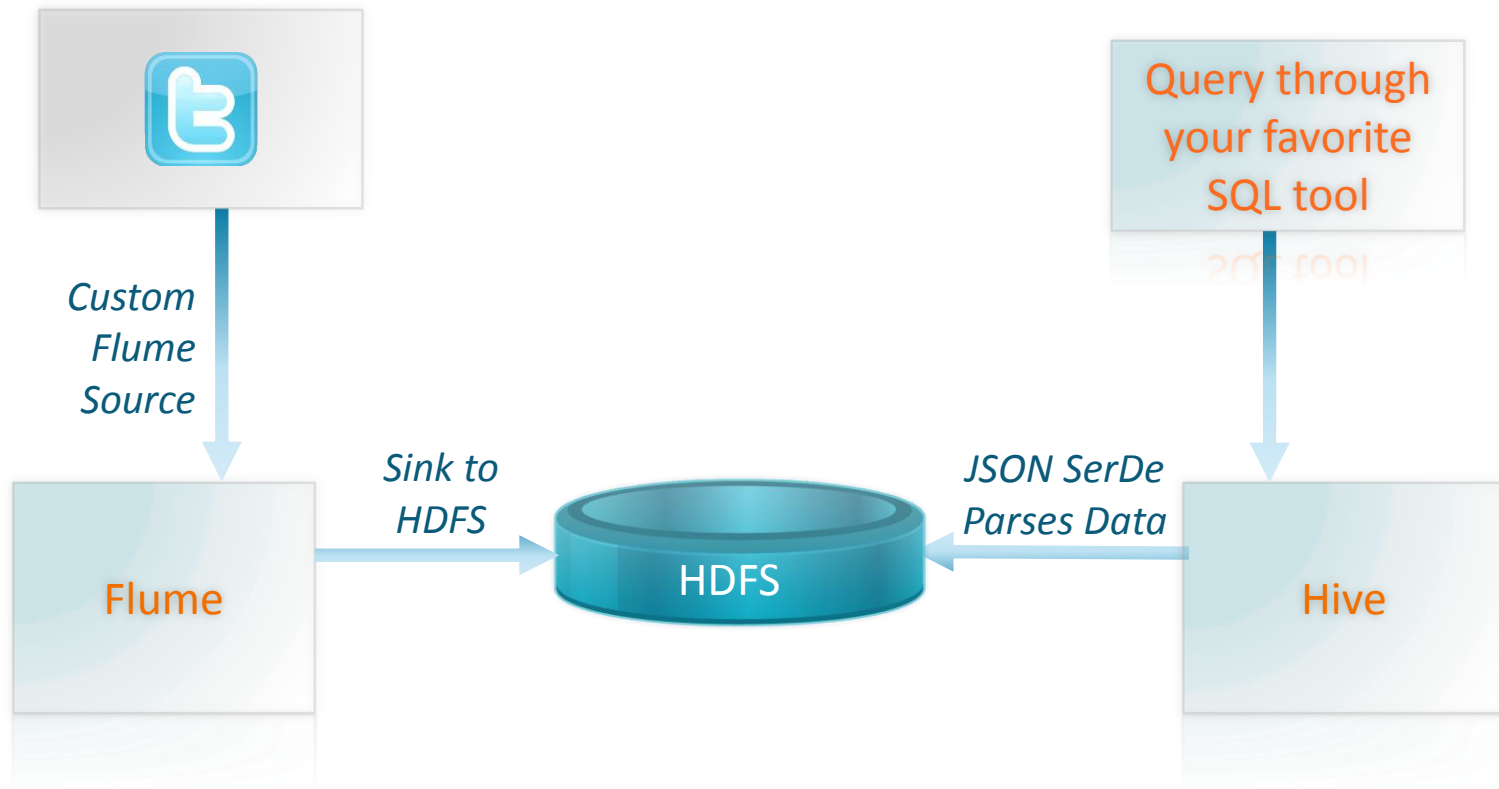 Query through
your favorite
SQL tool
Custom
Flume
Source
Sink to
HDFS
JSON SerDe
Parses Data
HDFS
Flume
Hive